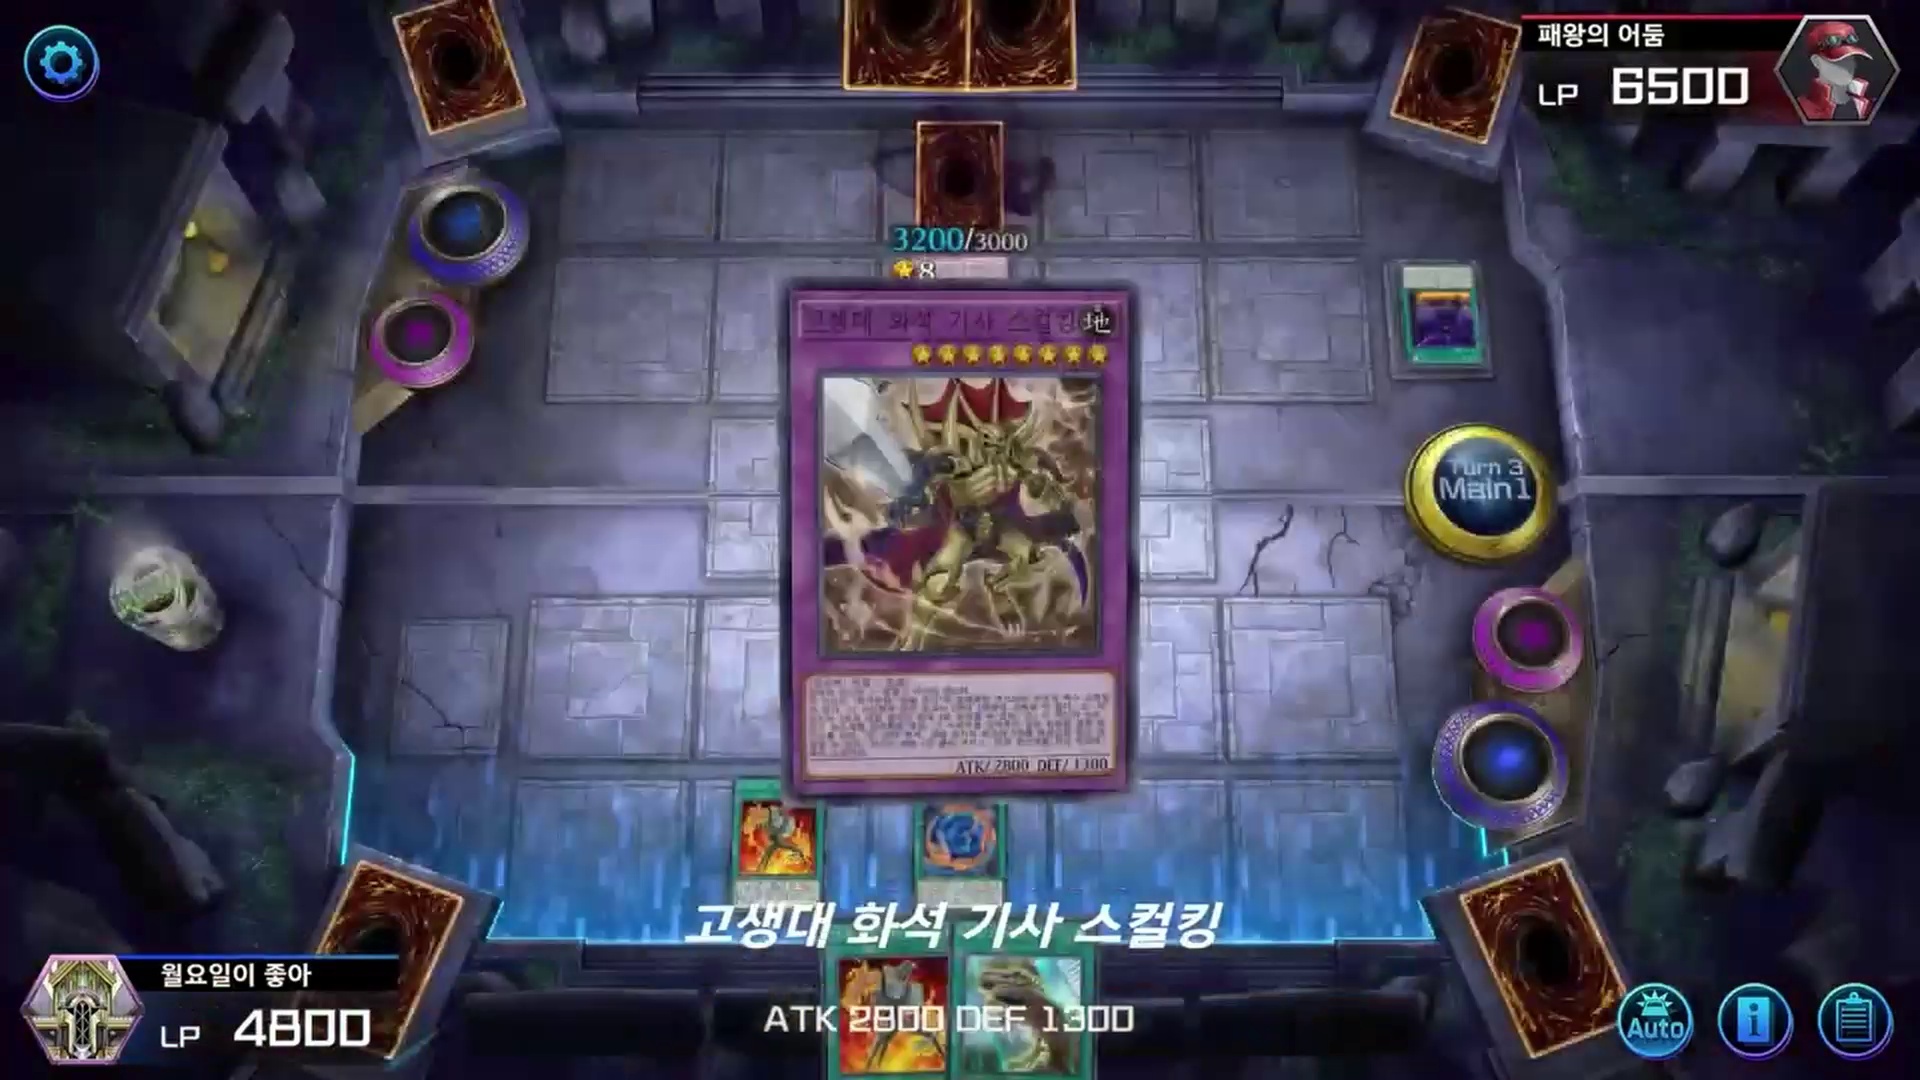 패왕의 어둠
LP 6500
3200/3000
8
고생대 화석 기사 스컬킹 地
Turn 3
Main1
ATK/2800 DEF/1300
고생대 화석 기사 스컬킹
ATK 2800 DEF 1300
월요일이 좋아
LP 4800
Auto